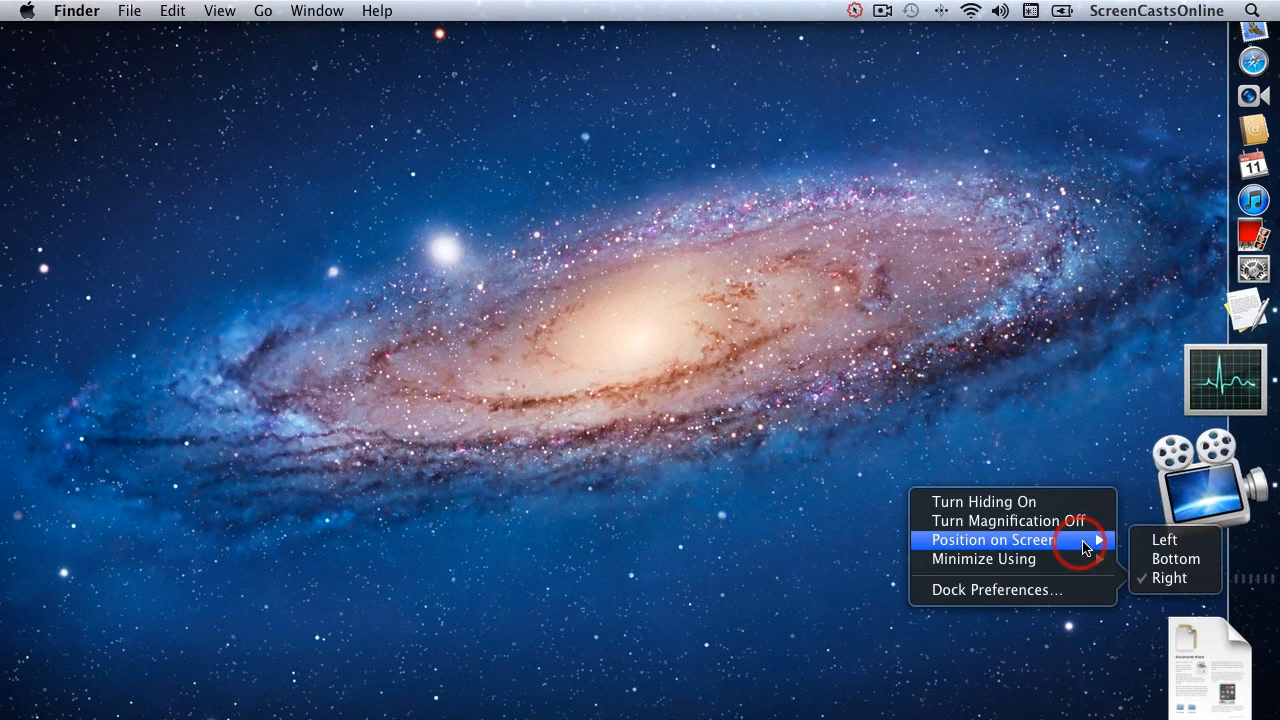 Finder File Edit View Go Window Help ScreenCastsOnline
11
Turn Hiding On
Turn Magnification Off
Position on Screen
Minimize Using
Dock Preferences…
Left
Bottom
Right